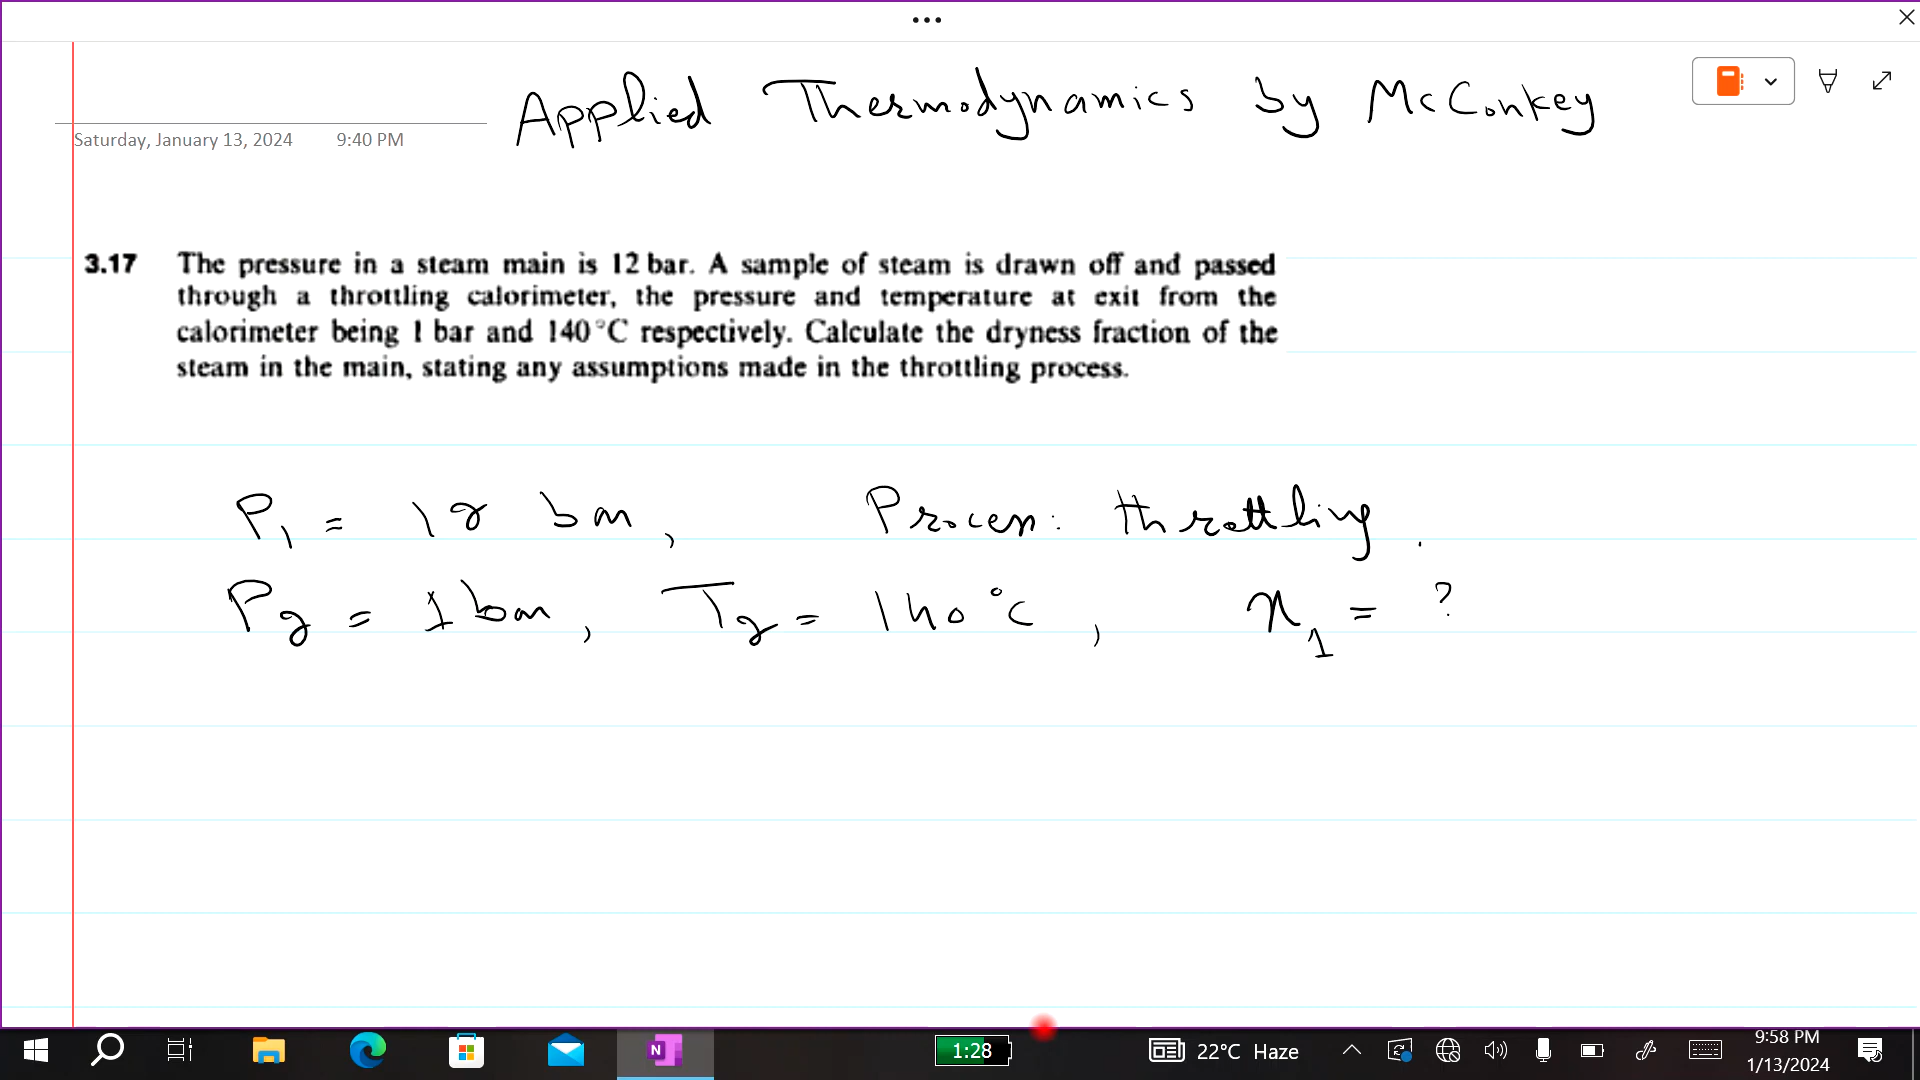 Applied Thermodynamics by McConkey
Saturday, January 13, 2024 9:40 PM
3.17 The pressure in a steam main is 12 bar. A sample of steam is drawn off and passed
through a throttling calorimeter, the pressure and temperature at exit from the
calorimeter being 1 bar and 140 °C respectively. Calculate the dryness fraction of the
steam in the main, stating any assumptions made in the throttling process.
P₁ = 12 bar, Process: throttling.
P₂ = 1 bar, T₂ = 140 °C, x₁ = ?
1:28 22°C Haze 9:58 PM
1/13/2024